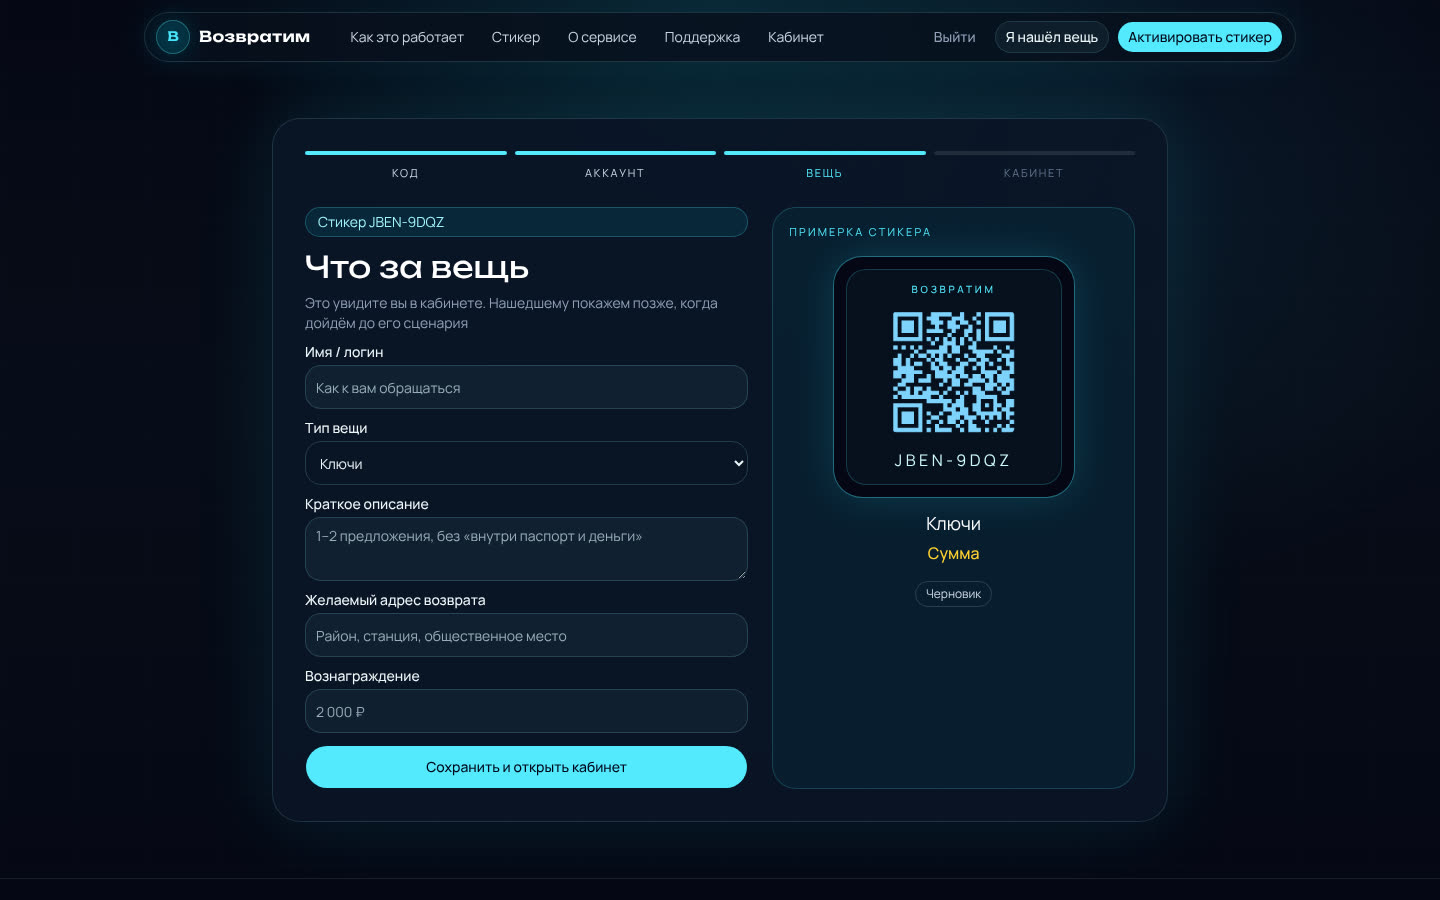 В Возвратим Как это работает Стикер О сервисе Поддержка Кабинет Выйти Я нашёл вещь Активировать стикер
КОД АККАУНТ ВЕЩЬ КАБИНЕТ
Стикер JBEN-9DQZ
Что за вещь
Это увидите вы в кабинете. Нашедшему покажем позже, когда
дойдём до его сценария
Имя / логин
Как к вам обращаться
Тип вещи
Ключи
Краткое описание
1–2 предложения, без «внутри паспорт и деньги»
Желаемый адрес возврата
Район, станция, общественное место
Вознаграждение
2 000 ₽
Сохранить и открыть кабинет
ПРИМЕРКА СТИКЕРА
ВОЗВРАТИМ
JBEN-9DQZ
Ключи
Сумма
Черновик